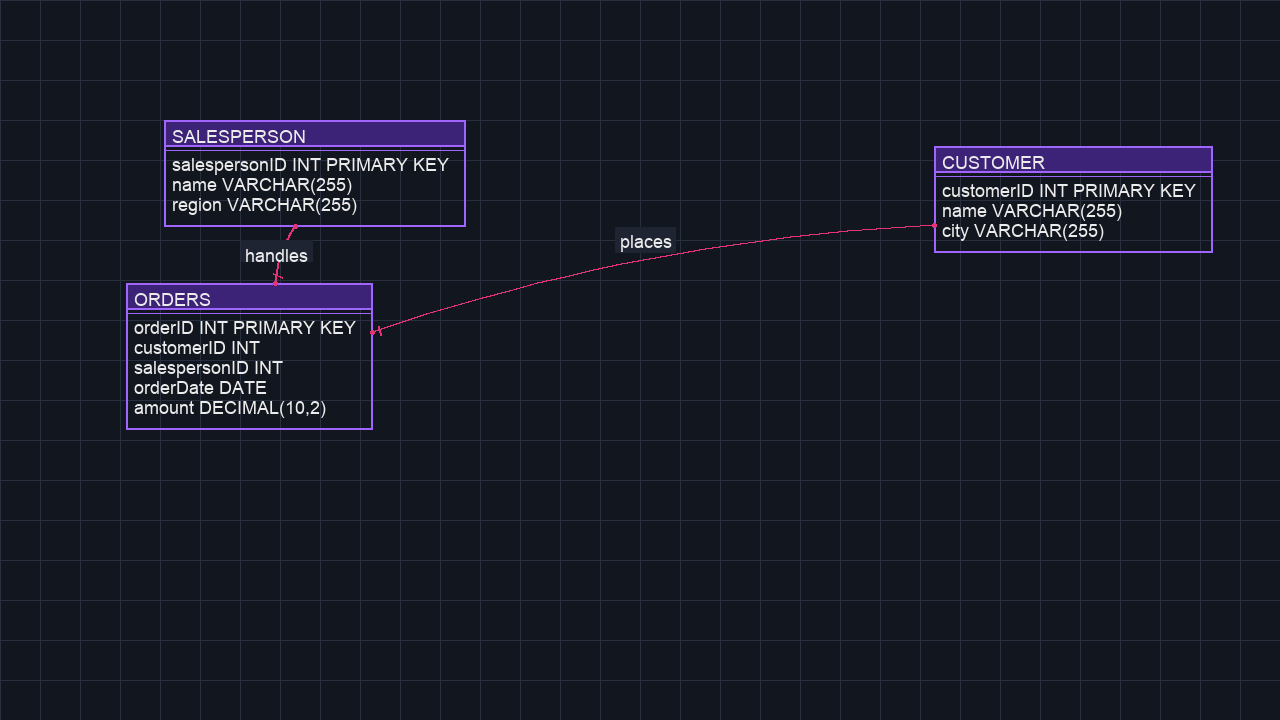 SALESPERSON
salespersonID INT PRIMARY KEY
name VARCHAR(255)
region VARCHAR(255)
CUSTOMER
customerID INT PRIMARY KEY
name VARCHAR(255)
city VARCHAR(255)
handles
places
ORDERS
orderID INT PRIMARY KEY
customerID INT
salespersonID INT
orderDate DATE
amount DECIMAL(10,2)